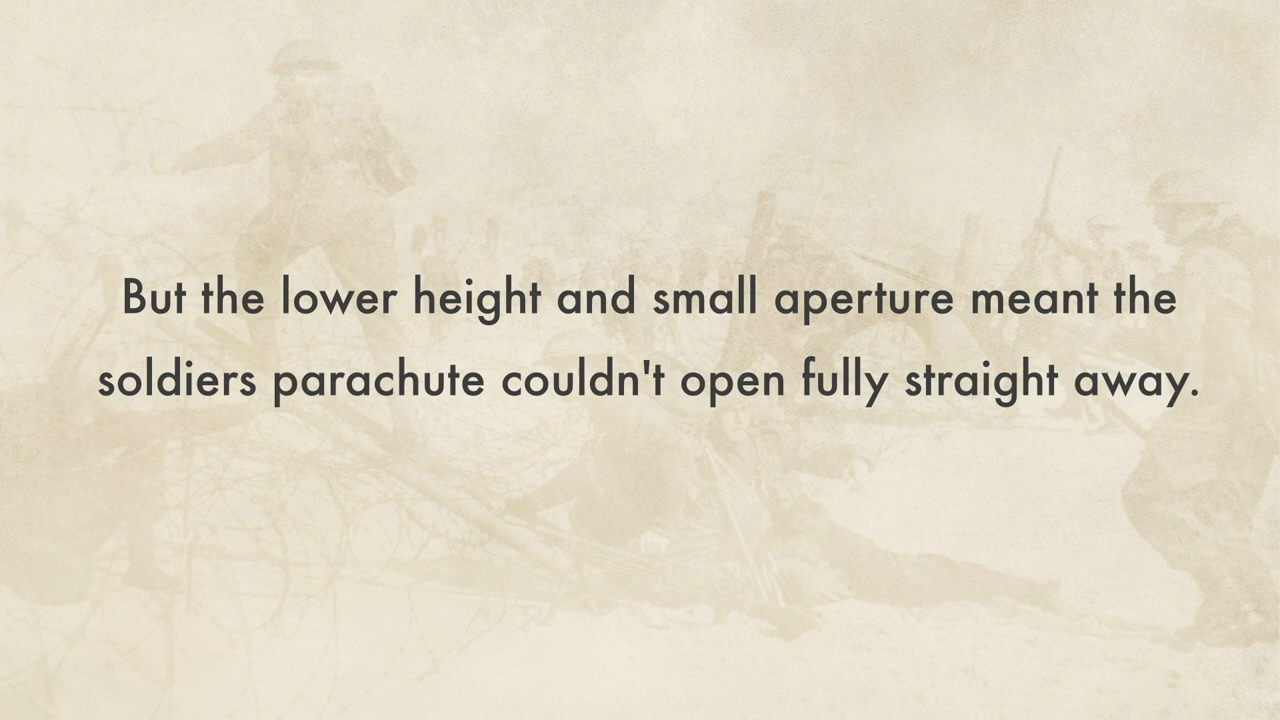 But the lower height and small aperture meant the
soldiers parachute couldn't open fully straight away.